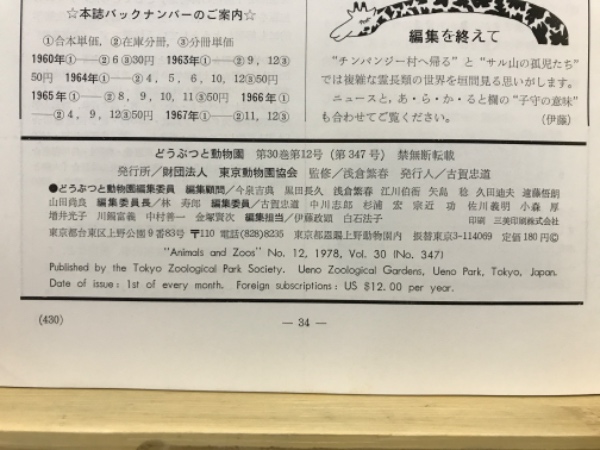 ☆本誌バックナンバーのご案内☆
①合本単価，②在庫分冊，③分冊単価
1960年①――②6③30円　1963年①――②9，12③
50円　1964年①――②4，5，6，10，12③50円
1965年①――②8，9，10，11③50円　1966年①
――②4，9，12③50円　1967年①――②11，12③
編集を終えて
“チンパンジー村へ帰る”と“サル山の孤児たち”
では複雑な霊長類の世界を垣間見る思いがします。
ニュースと，あ・ら・か・ると欄の“子守の意味”
も合わせてご覧ください。　（伊藤）
どうぶつと動物園　第30巻第12号（第347号）　禁無断転載
発行所／財団法人　東京動物園協会　監修／浅倉繁春　発行人／古賀忠道
●どうぶつと動物園編集委員　編集顧問／今泉吉典　黒田長久　浅倉繁春　江川伯衛　矢島　稔　久田迪夫　遠藤悟朗
山田尚良　編集委員長／林　寿郎　編集委員／古賀忠道　中川志郎　杉浦　宏　宗近　功　佐川義明　小森　厚
増井光子　川鍋富義　中村善一　金塚賀次　編集担当／伊藤政顕　白石法子　印刷　三美印刷株式会社
東京都台東区上野公園9番83号　〒110　電話(828)8235　東京都恩賜上野動物園内　振替東京3-114069　定価180円©
"Animals and Zoos" No. 12, 1978, Vol. 30 (No. 347)
Published by the Tokyo Zoological Park Society. Ueno Zoological Gardens, Ueno Park, Tokyo, Japan.
Date of issue : 1st of every month. Foreign subscriptions : US $12.00 per year.
(430)
― 34 ―